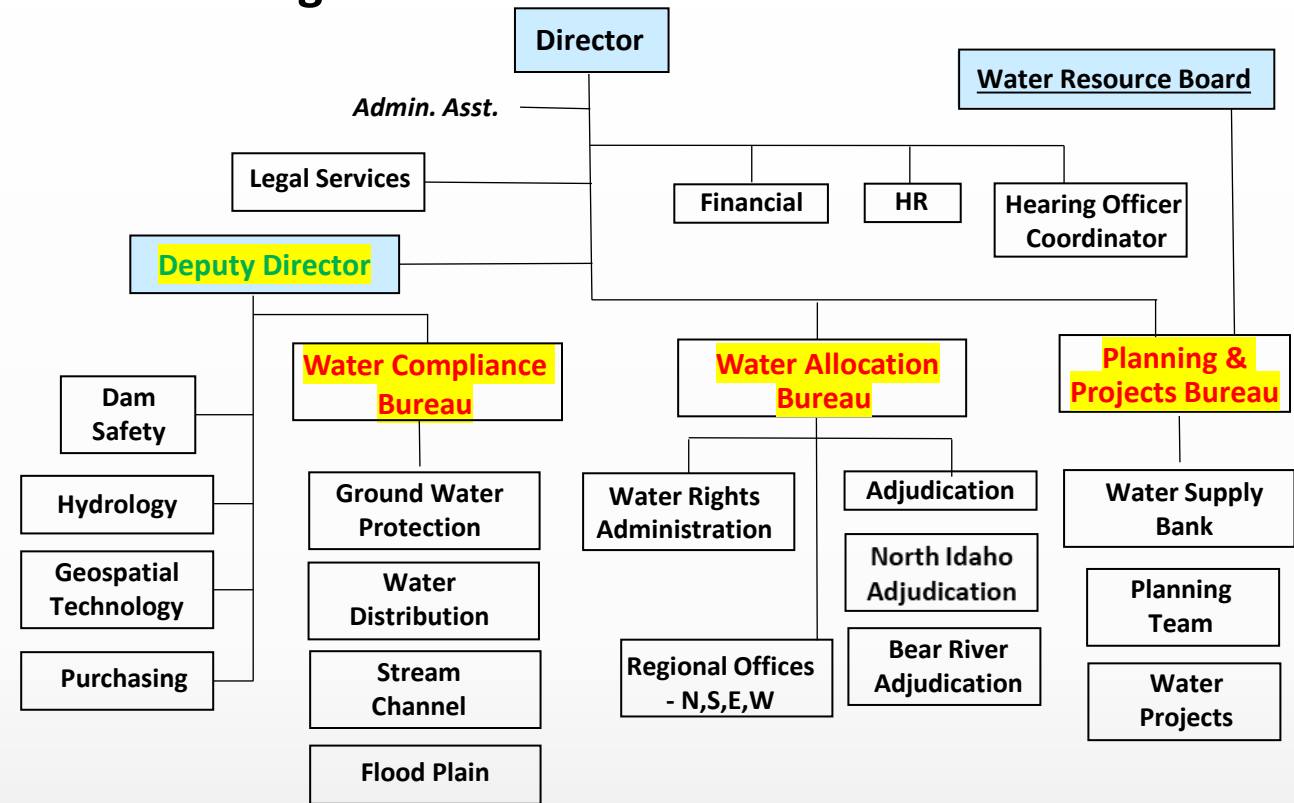 Director
Water Resource Board
Admin. Asst.
Legal Services
Financial
HR
Hearing Officer
Coordinator
Deputy Director
Water Compliance
Bureau
Water Allocation
Bureau
Planning &
Projects Bureau
Dam
Safety
Hydrology
Geospatial
Technology
Purchasing
Ground Water
Protection
Water
Distribution
Stream
Channel
Flood Plain
Water Rights
Administration
Regional Offices
- N,S,E,W
Adjudication
North Idaho
Adjudication
Bear River
Adjudication
Water Supply
Bank
Planning
Team
Water
Projects